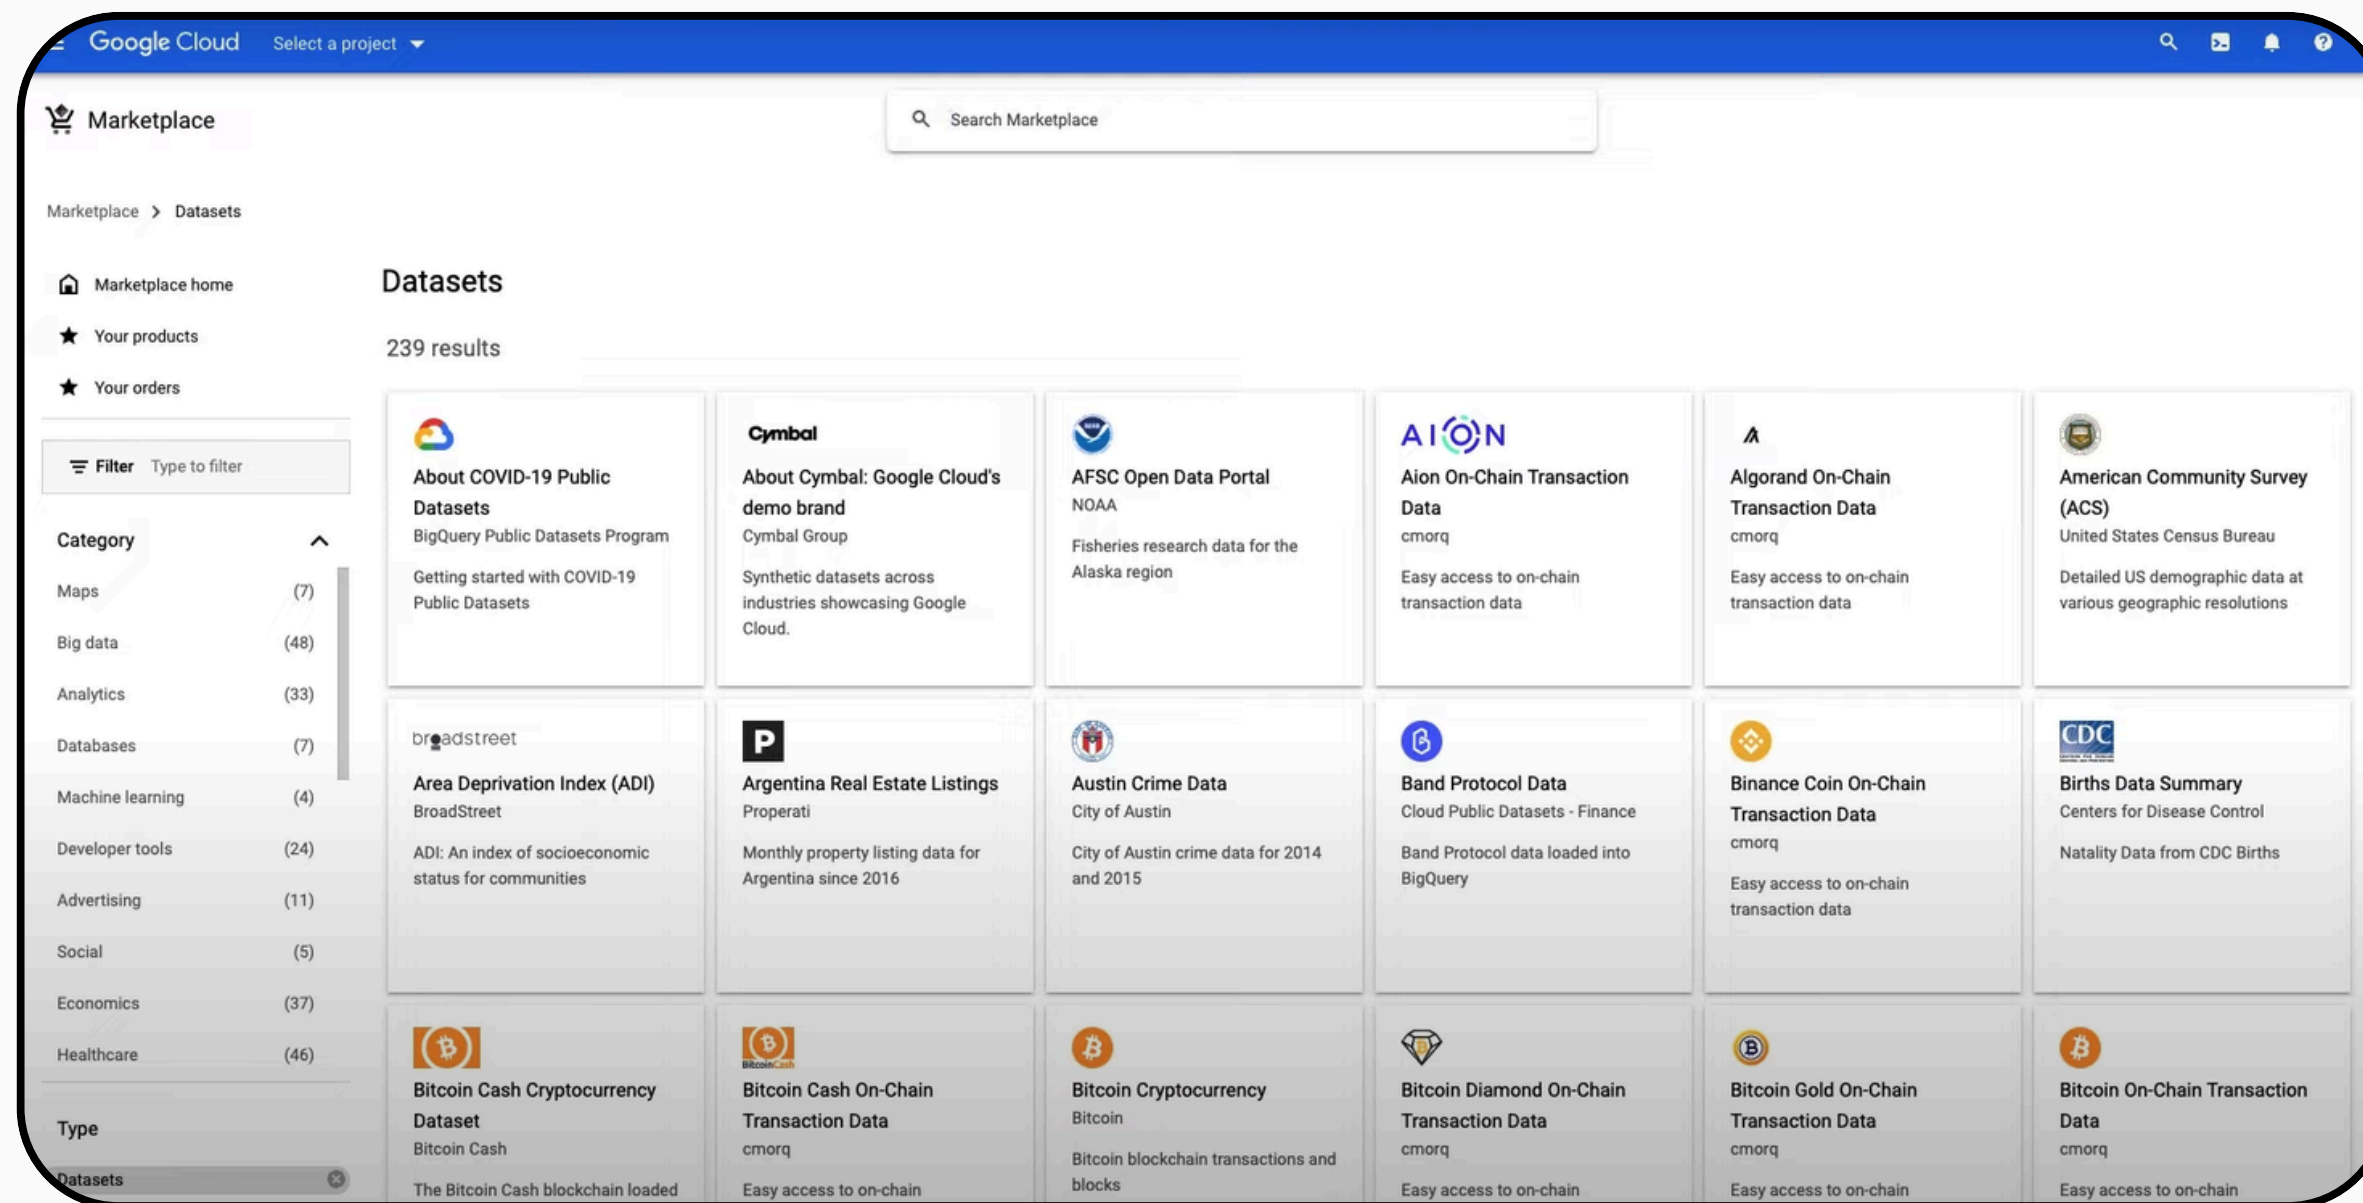 Google Cloud
Select a project
Marketplace
Search Marketplace
Marketplace
Datasets
Marketplace home
Your products
Your orders
Filter Type to filter
Category
Maps (7)
Big data (48)
Analytics (33)
Databases (7)
Machine learning (4)
Developer tools (24)
Advertising (11)
Social (5)
Economics (37)
Healthcare (46)
Type
Datasets
Datasets
239 results
About COVID-19 Public
Datasets
BigQuery Public Datasets Program
Getting started with COVID-19
Public Datasets
Cymbal
About Cymbal: Google Cloud's
demo brand
Cymbal Group
Synthetic datasets across
industries showcasing Google
Cloud.
AFSC Open Data Portal
NOAA
Fisheries research data for the
Alaska region
AION
Aion On-Chain Transaction
Data
cmorq
Easy access to on-chain
transaction data
Algorand On-Chain
Transaction Data
cmorq
Easy access to on-chain
transaction data
American Community Survey
(ACS)
United States Census Bureau
Detailed US demographic data at
various geographic resolutions
broadstreet
Area Deprivation Index (ADI)
BroadStreet
ADI: An index of socioeconomic
status for communities
P
Argentina Real Estate Listings
Properati
Monthly property listing data for
Argentina since 2016
Austin Crime Data
City of Austin
City of Austin crime data for 2014
and 2015
Band Protocol Data
Cloud Public Datasets - Finance
Band Protocol data loaded into
BigQuery
Binance Coin On-Chain
Transaction Data
cmorq
Easy access to on-chain
transaction data
CDC
Births Data Summary
Centers for Disease Control
Natality Data from CDC Births
Bitcoin Cash Cryptocurrency
Dataset
Bitcoin Cash
The Bitcoin Cash blockchain loaded
BitcoinCash
Bitcoin Cash On-Chain
Transaction Data
cmorq
Easy access to on-chain
Bitcoin Cryptocurrency
Bitcoin
Bitcoin blockchain transactions and
blocks
Bitcoin Diamond On-Chain
Transaction Data
cmorq
Easy access to on-chain
Bitcoin Gold On-Chain
Transaction Data
cmorq
Easy access to on-chain
Bitcoin On-Chain Transaction
Data
cmorq
Easy access to on-chain